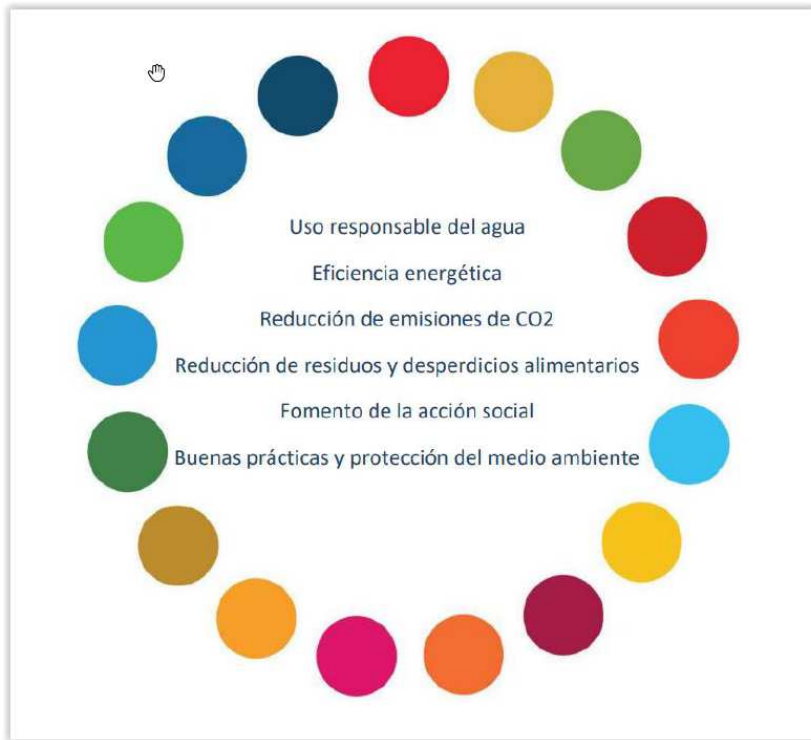 Uso responsable del agua
Eficiencia energética
Reducción de emisiones de CO2
Reducción de residuos y desperdicios alimentarios
Fomento de la acción social
Buenas prácticas y protección del medio ambiente